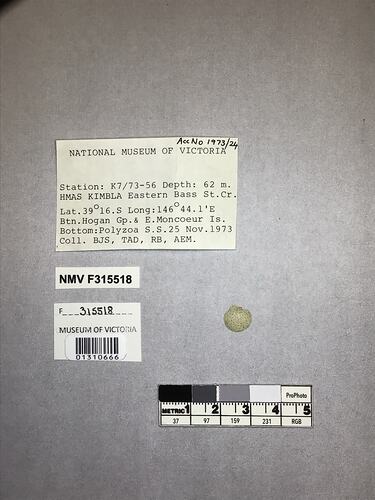 AccNo 1973/24
NATIONAL MUSEUM OF VICTORIA
Station: K7/73-56 Depth: 62 m.
HMAS KIMBLA Eastern Bass St.Cr.
Lat.39°16.S Long:146°44.1'E
Btn.Hogan Gp.& E.Moncoeur Is.
Bottom:Polyzoa S.S.25 Nov.1973
Coll. BJS, TAD, RB, AEM.
NMV F315518
F 315518
MUSEUM OF VICTORIA
01310666
ProPhoto
METRIC 1 2 3 4 5
37 97 159 231 RGB